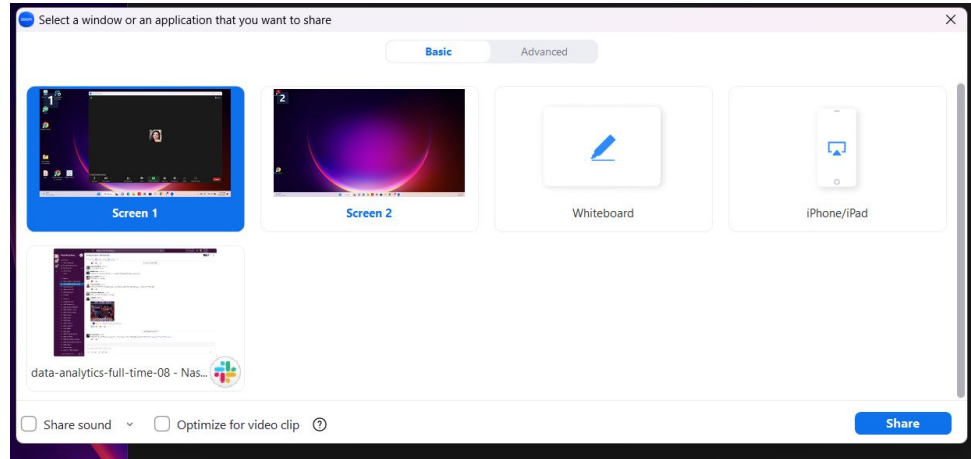 zoom
Select a window or an application that you want to share
Basic
Advanced
1
Screen 1
2
Screen 2
Whiteboard
iPhone/iPad
data-analytics-full-time-08 - Nas...
Share sound
Optimize for video clip
?
Share